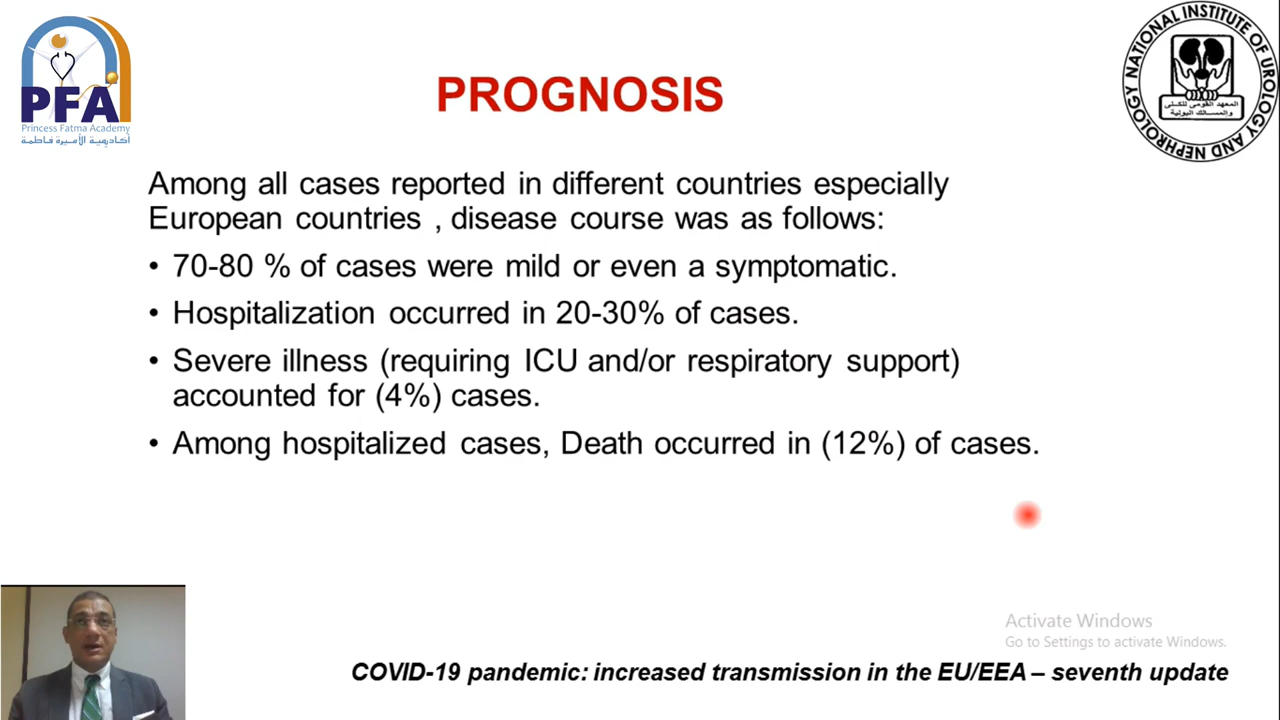 PFA
Princess Fatma Academy
أكاديمية الأميرة فاطمة
NATIONAL INSTITUTE OF UROLOGY AND NEPHROLOGY
المعهد القومى للكلى
والمسالك البولية
PROGNOSIS
Among all cases reported in different countries especially
European countries , disease course was as follows:
• 70-80 % of cases were mild or even a symptomatic.
• Hospitalization occurred in 20-30% of cases.
• Severe illness (requiring ICU and/or respiratory support)
accounted for (4%) cases.
• Among hospitalized cases, Death occurred in (12%) of cases.
Activate Windows
Go to Settings to activate Windows.
COVID-19 pandemic: increased transmission in the EU/EEA – seventh update